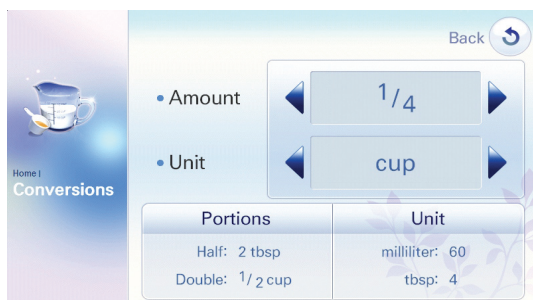 Back
• Amount 1/4
Home |
Conversions
• Unit cup
Portions Unit
Half: 2 tbsp milliliter: 60
Double: 1/2 cup tbsp: 4